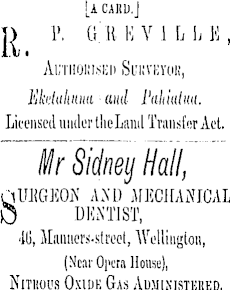 [A CARD.]
R. P. GREVILLE,
AUTHORISED SURVEYOR,
Eketahuna and Pahiatua.
Licensed under the Land Transfer Act.
Mr Sidney Hall,
SURGEON AND MECHANICAL
DENTIST,
46, Manners-street, Wellington,
(Near Opera House),
NITROUS OXIDE GAS ADMINISTERED.